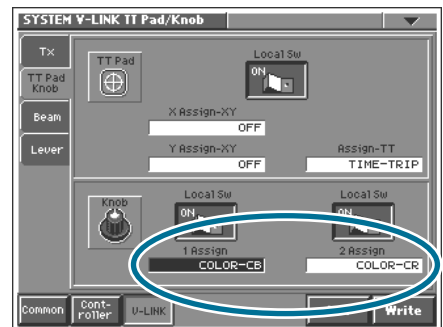 SYSTEM V-LINK TT Pad/Knob
Tx
TT Pad
Knob
Beam
Lever
TT Pad
Local Sw
ON
X Assign-XY
OFF
Y Assign-XY
OFF
Assign-TT
TIME-TRIP
Knob
Local Sw
ON
Local Sw
ON
1 Assign
COLOR-CB
2 Assign
COLOR-CR
Common
Cont-
roller
V-LINK
Write